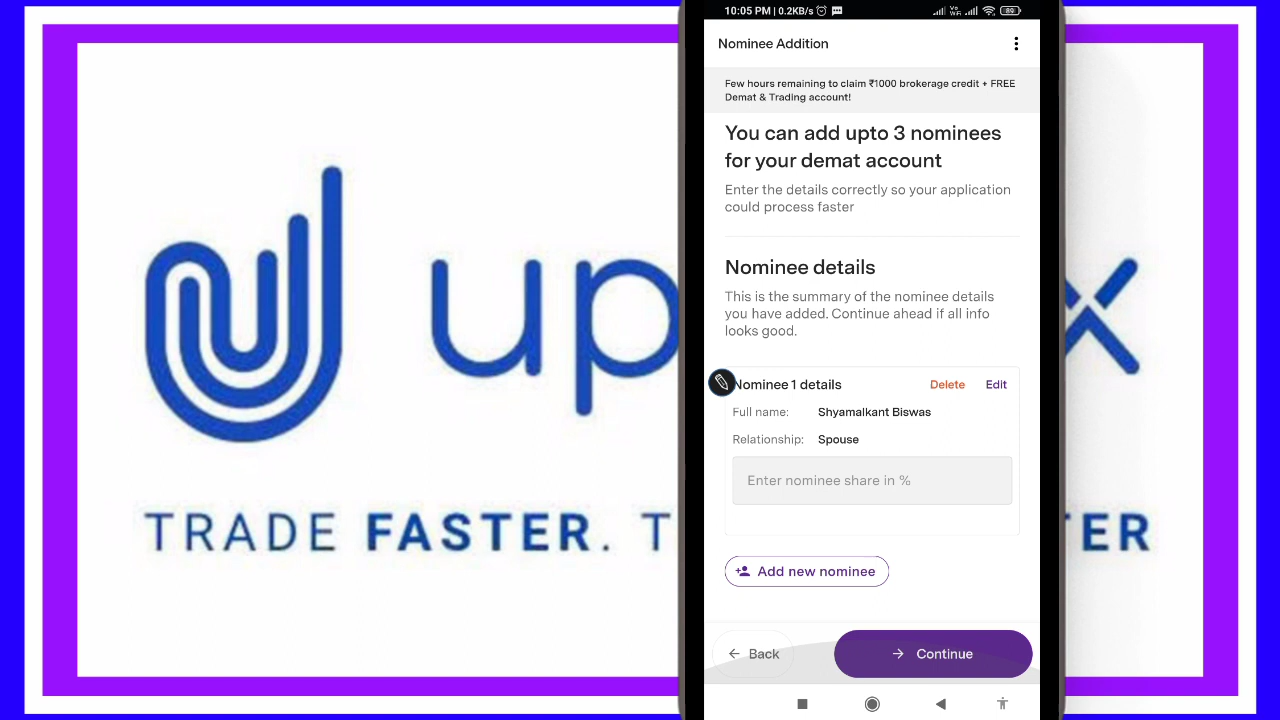 up
x
TRADE FASTER. T
TER
10:05 PM | 0.2KB/s
Vo
WiFi
89
Nominee Addition
Few hours remaining to claim ₹1000 brokerage credit + FREE
Demat & Trading account!
You can add upto 3 nominees
for your demat account
Enter the details correctly so your application
could process faster
Nominee details
This is the summary of the nominee details
you have added. Continue ahead if all info
looks good.
Nominee 1 details Delete Edit
Full name: Shyamalkant Biswas
Relationship: Spouse
Enter nominee share in %
Add new nominee
Back Continue